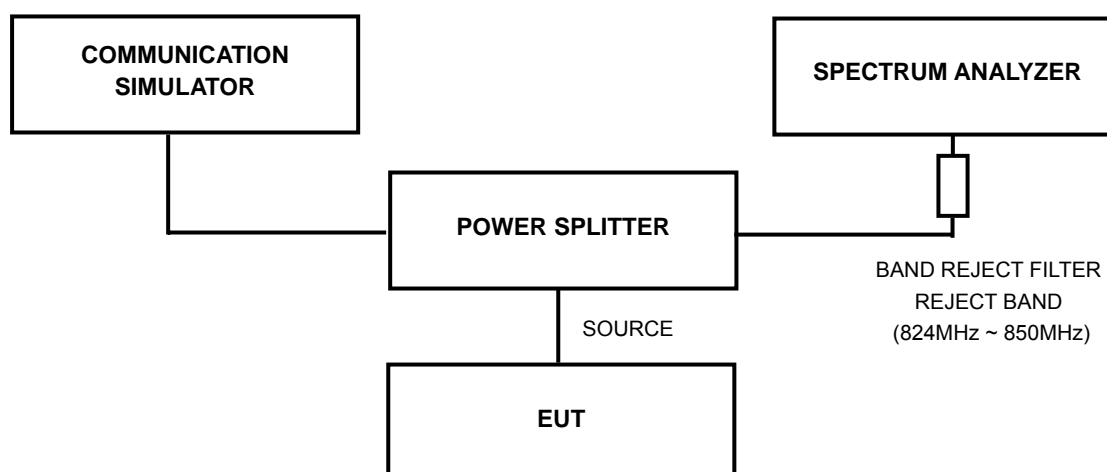 COMMUNICATION
SIMULATOR
SPECTRUM ANALYZER
POWER SPLITTER
BAND REJECT FILTER
REJECT BAND
(824MHz ~ 850MHz)
SOURCE
EUT